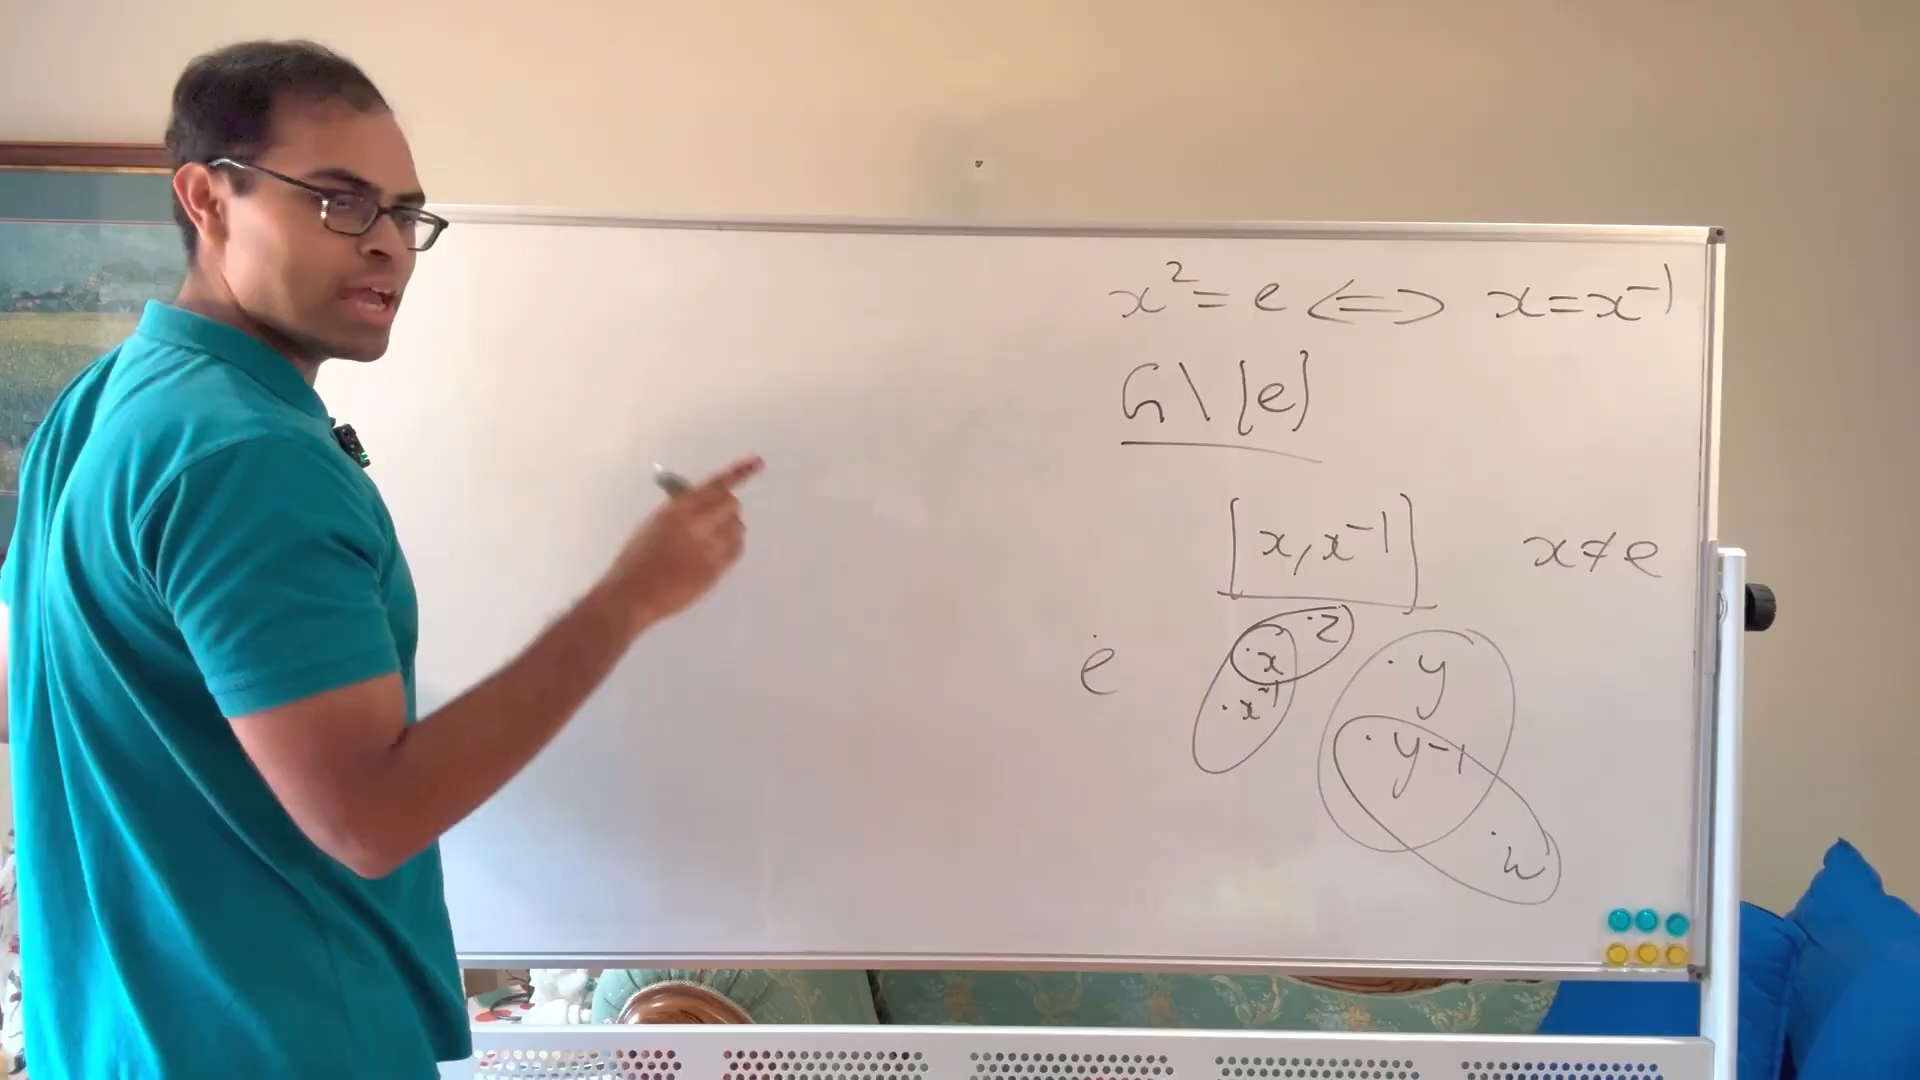 x² = e <=> x = x⁻¹
G \ {e}
{x, x⁻¹} x ≠ e
z
e x y
x⁻¹
y⁻¹
w